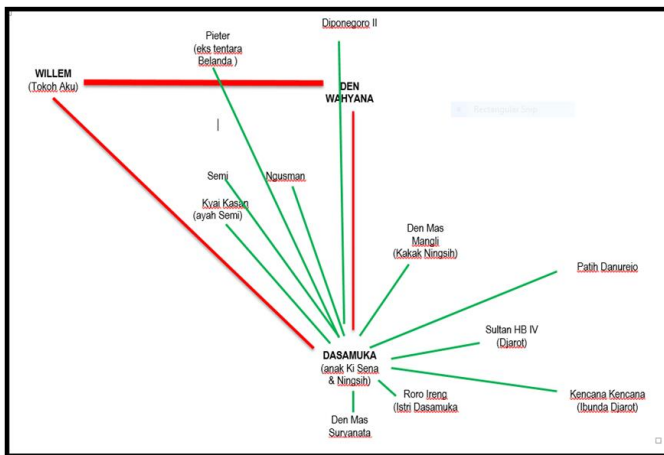 Diponegoro II
Pieter
(eks tentara
Belanda )
WILLEM
(Tokoh Aku)
DEN
WAHYANA
Rectangular Snip
Semi
Ngusman
Kyai Kasan
(ayah Semi)
Den Mas
Mangli
(Kakak Ningsih)
Patih Danurejo
Sultan HB IV
(Djarot)
DASAMUKA
(anak Ki Sena
& Ningsih)
Roro Ireng
(Istri Dasamuka
Kencana Kencana
(Ibunda Djarot)
Den Mas
Suryanata